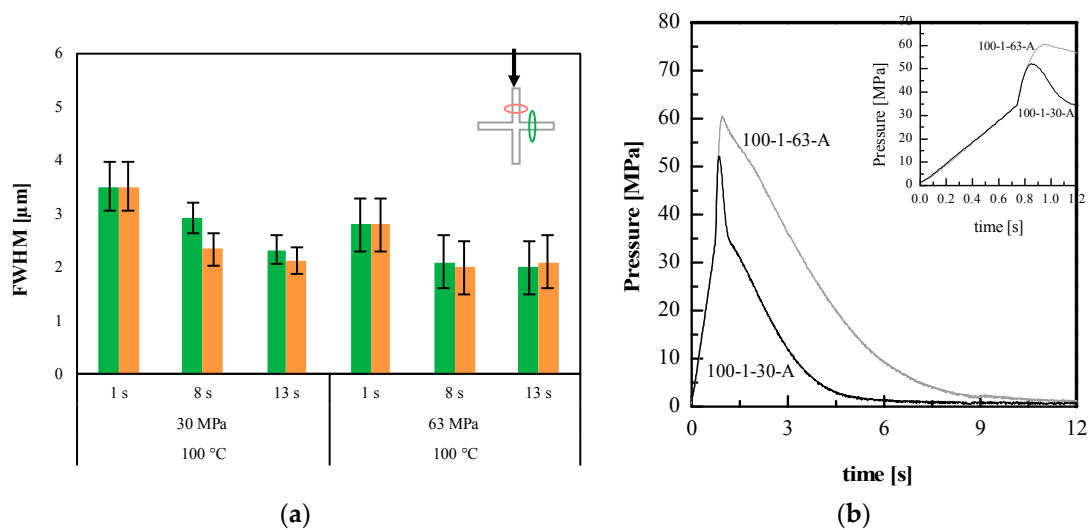 6
5
4
3
2
1
0
FWHM [µm]
1 s 8 s 13 s 1 s 8 s 13 s
30 MPa 63 MPa
100 °C 100 °C
(a)
80
70
60
50
40
30
20
10
0
Pressure [MPa]
100-1-63-A
100-1-30-A
0 3 6 9 12
time [s]
70
60
50
40
30
20
10
0
Pressure [MPa]
100-1-63-A
100-1-30-A
0.0 0.2 0.4 0.6 0.8 1.0 1.2
time [s]
(b)